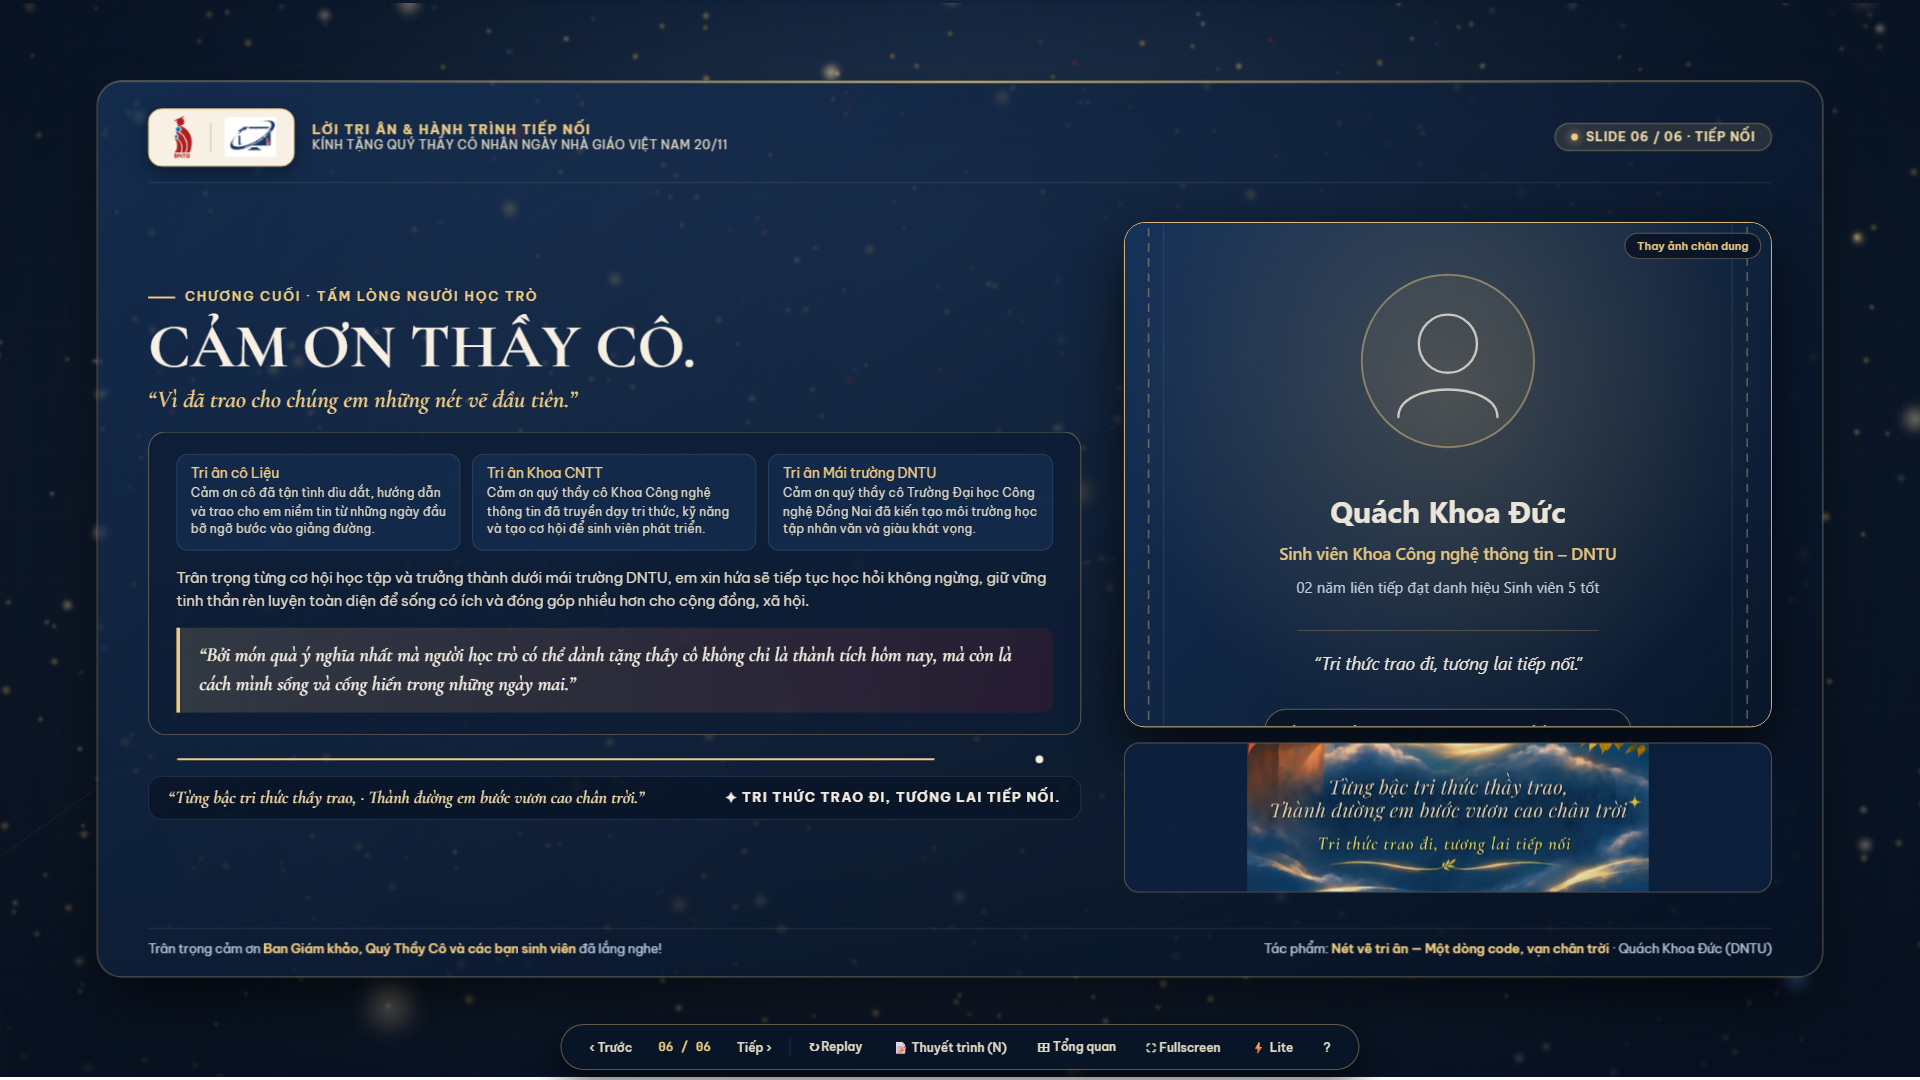 DNTU
LỜI TRI ÂN & HÀNH TRÌNH TIẾP NỐI
KÍNH TẶNG QUÝ THẦY CÔ NHÂN NGÀY NHÀ GIÁO VIỆT NAM 20/11
SLIDE 06 / 06 · TIẾP NỐI
CHƯƠNG CUỐI · TẤM LÒNG NGƯỜI HỌC TRÒ
CẢM ƠN THẦY CÔ.
“Vì đã trao cho chúng em những nét vẽ đầu tiên.”
Tri ân cô Liệu
Cảm ơn cô đã tận tình dìu dắt, hướng dẫn
và trao cho em niềm tin từ những ngày đầu
bỡ ngỡ bước vào giảng đường.
Tri ân Khoa CNTT
Cảm ơn quý thầy cô Khoa Công nghệ
thông tin đã truyền dạy tri thức, kỹ năng
và tạo cơ hội để sinh viên phát triển.
Tri ân Mái trường DNTU
Cảm ơn quý thầy cô Trường Đại học Công
nghệ Đồng Nai đã kiến tạo môi trường học
tập nhân văn và giàu khát vọng.
Trân trọng từng cơ hội học tập và trưởng thành dưới mái trường DNTU, em xin hứa sẽ tiếp tục học hỏi không ngừng, giữ vững
tinh thần rèn luyện toàn diện để sống có ích và đóng góp nhiều hơn cho cộng đồng, xã hội.
“Bởi món quà ý nghĩa nhất mà người học trò có thể dành tặng thầy cô không chỉ là thành tích hôm nay, mà còn là
cách mình sống và cống hiến trong những ngày mai.”
“Từng bậc tri thức thầy trao, · Thành đường em bước vươn cao chân trời.”
✦ TRI THỨC TRAO ĐI, TƯƠNG LAI TIẾP NỐI.
Thay ảnh chân dung
Quách Khoa Đức
Sinh viên Khoa Công nghệ thông tin – DNTU
02 năm liên tiếp đạt danh hiệu Sinh viên 5 tốt
“Tri thức trao đi, tương lai tiếp nối.”
Từng bậc tri thức thầy trao,
Thành đường em bước vươn cao chân trời
Tri thức trao đi, tương lai tiếp nối
Trân trọng cảm ơn Ban Giám khảo, Quý Thầy Cô và các bạn sinh viên đã lắng nghe!
Tác phẩm: Nét vẽ tri ân — Một dòng code, vạn chân trời · Quách Khoa Đức (DNTU)
‹ Trước
06 / 06
Tiếp ›
↻ Replay
📝 Thuyết trình (N)
Tổng quan
⛶ Fullscreen
⚡ Lite
?